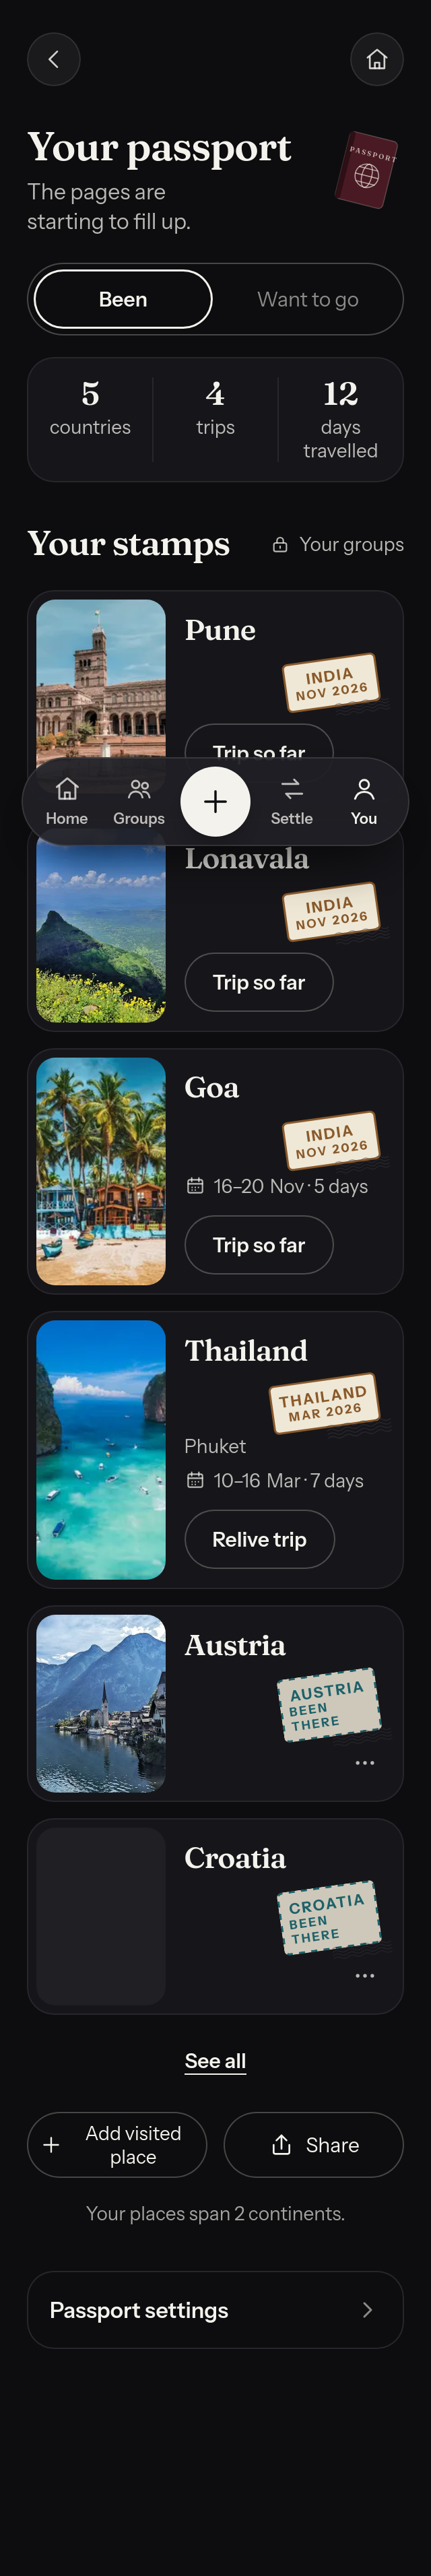 Your passport
PASSPORT
The pages are
starting to fill up.
Been
Want to go
5
countries
4
trips
12
days
travelled
Your stamps
Your groups
Pune
INDIA
NOV 2026
Trip so far
Home
Groups
Settle
You
Lonavala
INDIA
NOV 2026
Trip so far
Goa
INDIA
NOV 2026
16–20 Nov · 5 days
Trip so far
Thailand
THAILAND
MAR 2026
Phuket
10–16 Mar · 7 days
Relive trip
Austria
AUSTRIA
BEEN
THERE
Croatia
CROATIA
BEEN
THERE
See all
Add visited
place
Share
Your places span 2 continents.
Passport settings